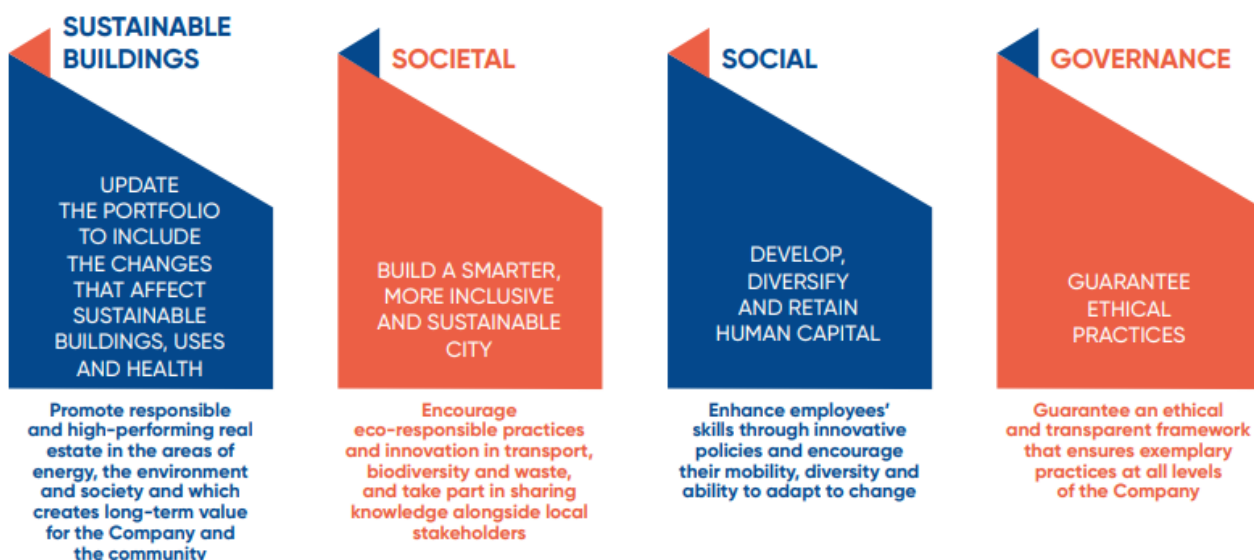 SUSTAINABLE
BUILDINGS
UPDATE
THE PORTFOLIO
TO INCLUDE
THE CHANGES
THAT AFFECT
SUSTAINABLE
BUILDINGS, USES
AND HEALTH
Promote responsible
and high-performing real
estate in the areas of
energy, the environment
and society and which
creates long-term value
for the Company and
the community
SOCIETAL
BUILD A SMARTER,
MORE INCLUSIVE
AND SUSTAINABLE
CITY
Encourage
eco-responsible practices
and innovation in transport,
biodiversity and waste,
and take part in sharing
knowledge alongside local
stakeholders
SOCIAL
DEVELOP,
DIVERSIFY
AND RETAIN
HUMAN CAPITAL
Enhance employees’
skills through innovative
policies and encourage
their mobility, diversity and
ability to adapt to change
GOVERNANCE
GUARANTEE
ETHICAL
PRACTICES
Guarantee an ethical
and transparent framework
that ensures exemplary
practices at all levels
of the Company